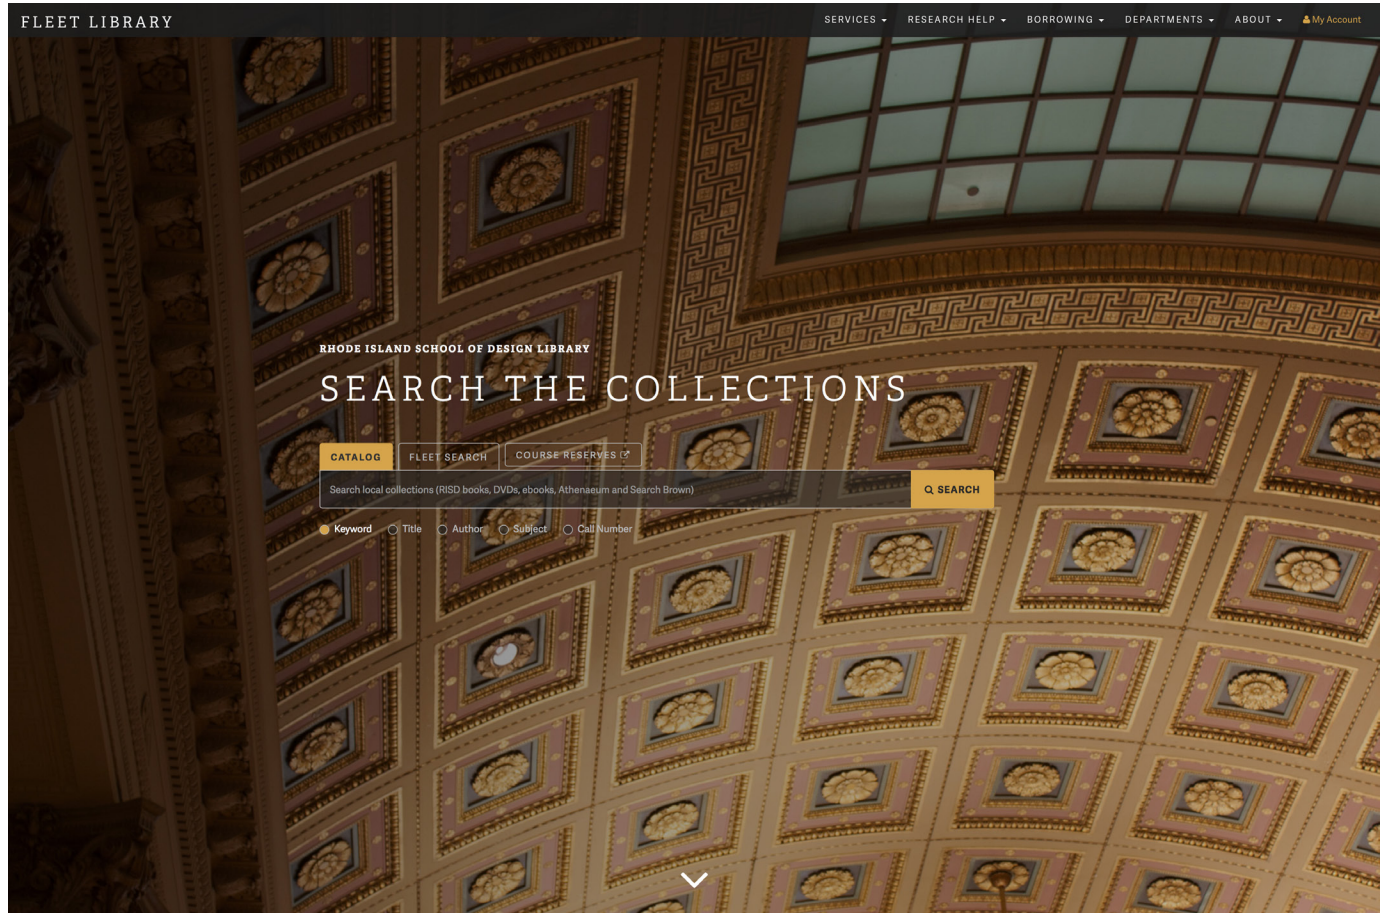 FLEET LIBRARY
SERVICES RESEARCH HELP BORROWING DEPARTMENTS ABOUT My Account
RHODE ISLAND SCHOOL OF DESIGN LIBRARY
SEARCH THE COLLECTIONS
CATALOG FLEET SEARCH COURSE RESERVES
Search local collections (RISD books, DVDs, ebooks, Athenaeum and Search Brown) SEARCH
Keyword Title Author Subject Call Number